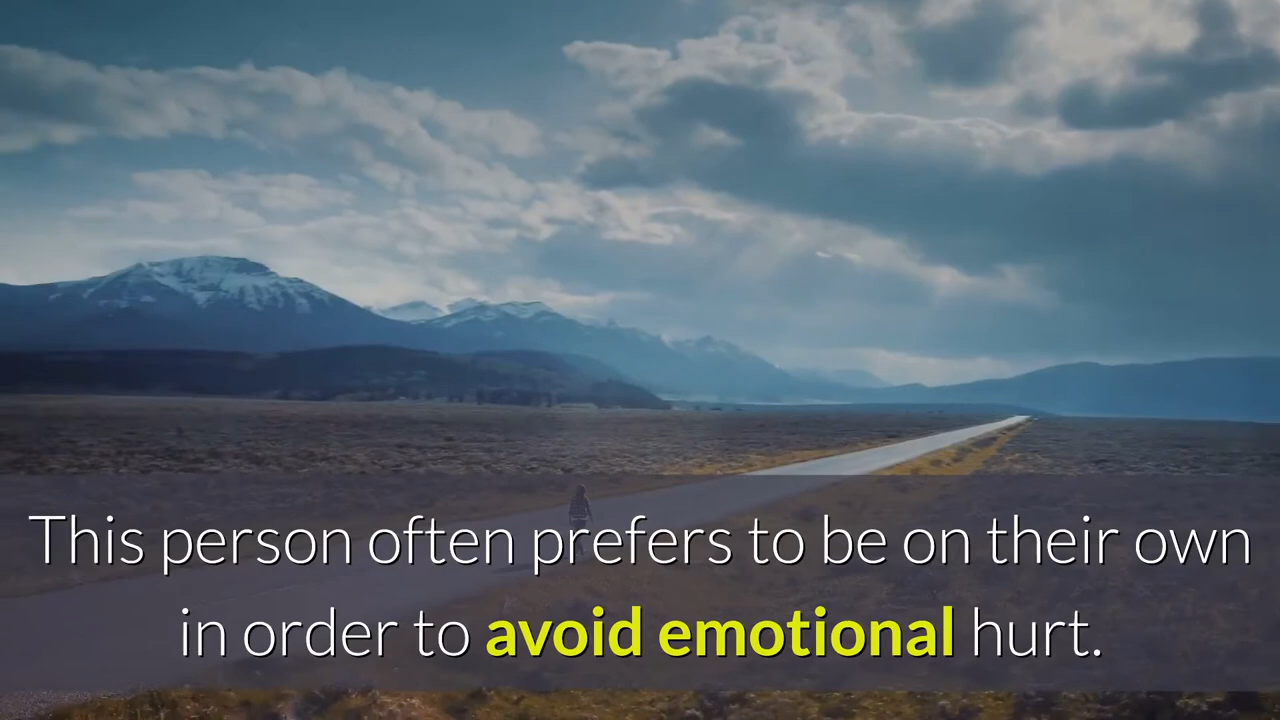 This person often prefers to be on their own
in order to avoid emotional hurt.